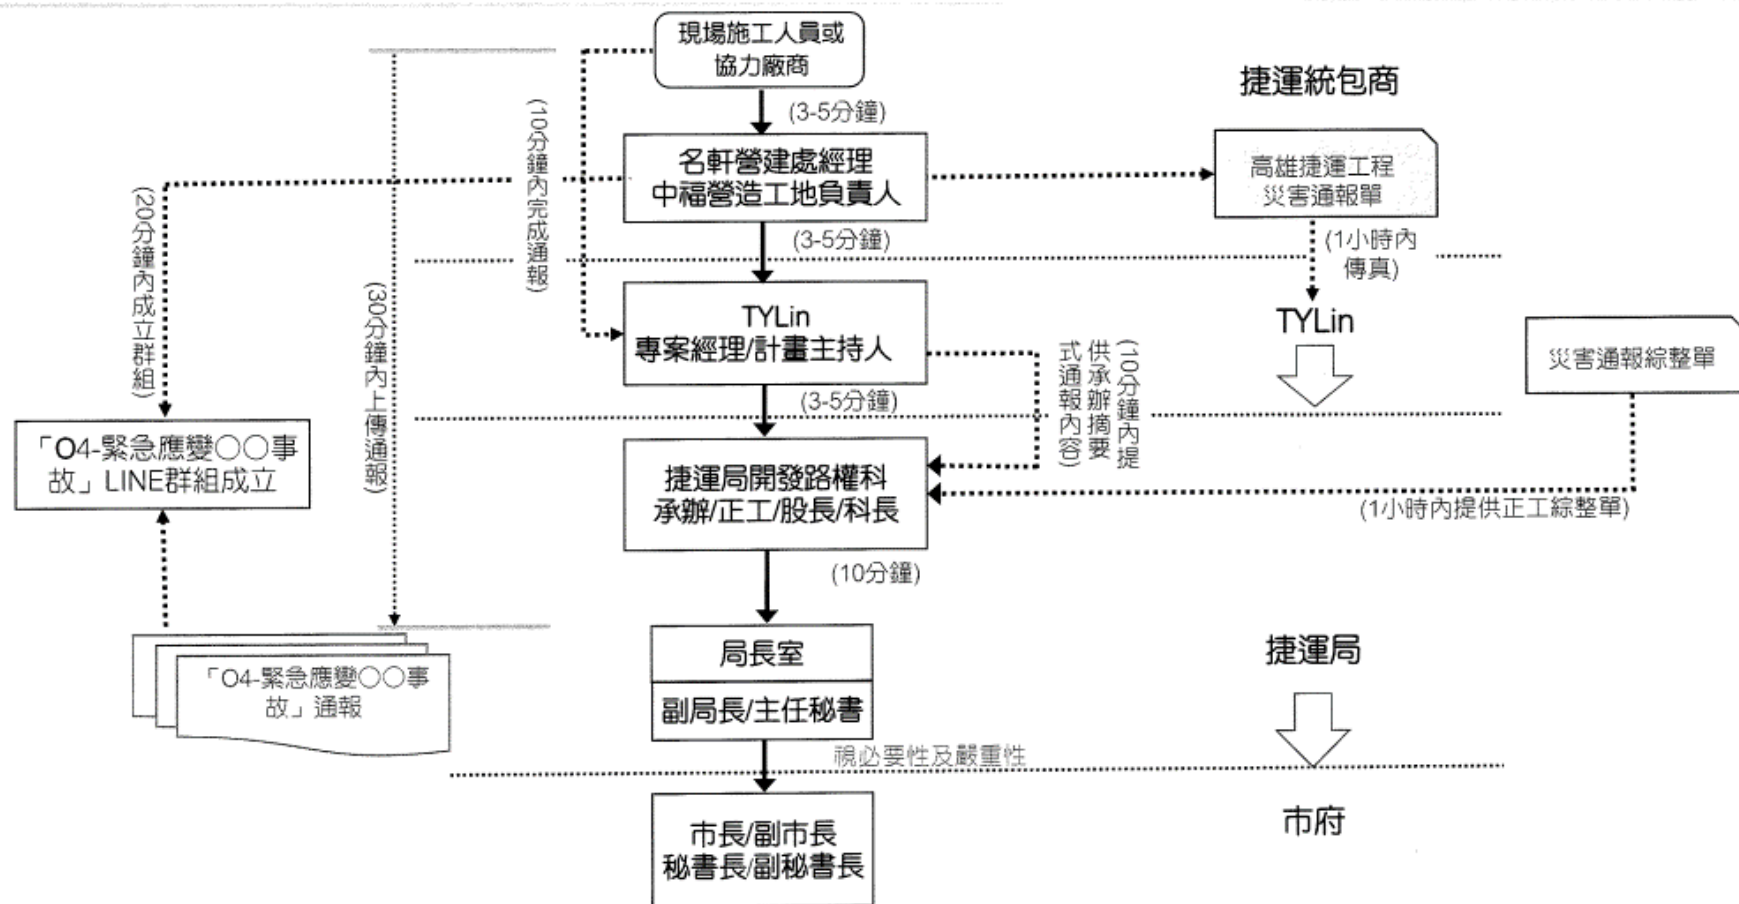 現場施工人員或
協力廠商
捷運統包商
(3-5分鐘)
(10分鐘內完成通報)
名軒營建處經理
中福營造工地負責人
高雄捷運工程
災害通報單
(20分鐘內成立群組)
(3-5分鐘)
(1小時內
傳真)
(30分鐘內上傳通報)
TYLin
專案經理/計畫主持人
TYLin
(10分鐘內提
供承辦摘要
式通報內容)
災害通報綜整單
(3-5分鐘)
「O4-緊急應變○○事
故」LINE群組成立
捷運局開發路權科
承辦/正工/股長/科長
(1小時內提供正工綜整單)
(10分鐘)
局長室
副局長/主任秘書
捷運局
「O4-緊急應變○○事
故」通報
視必要性及嚴重性
市長/副市長
秘書長/副秘書長
市府